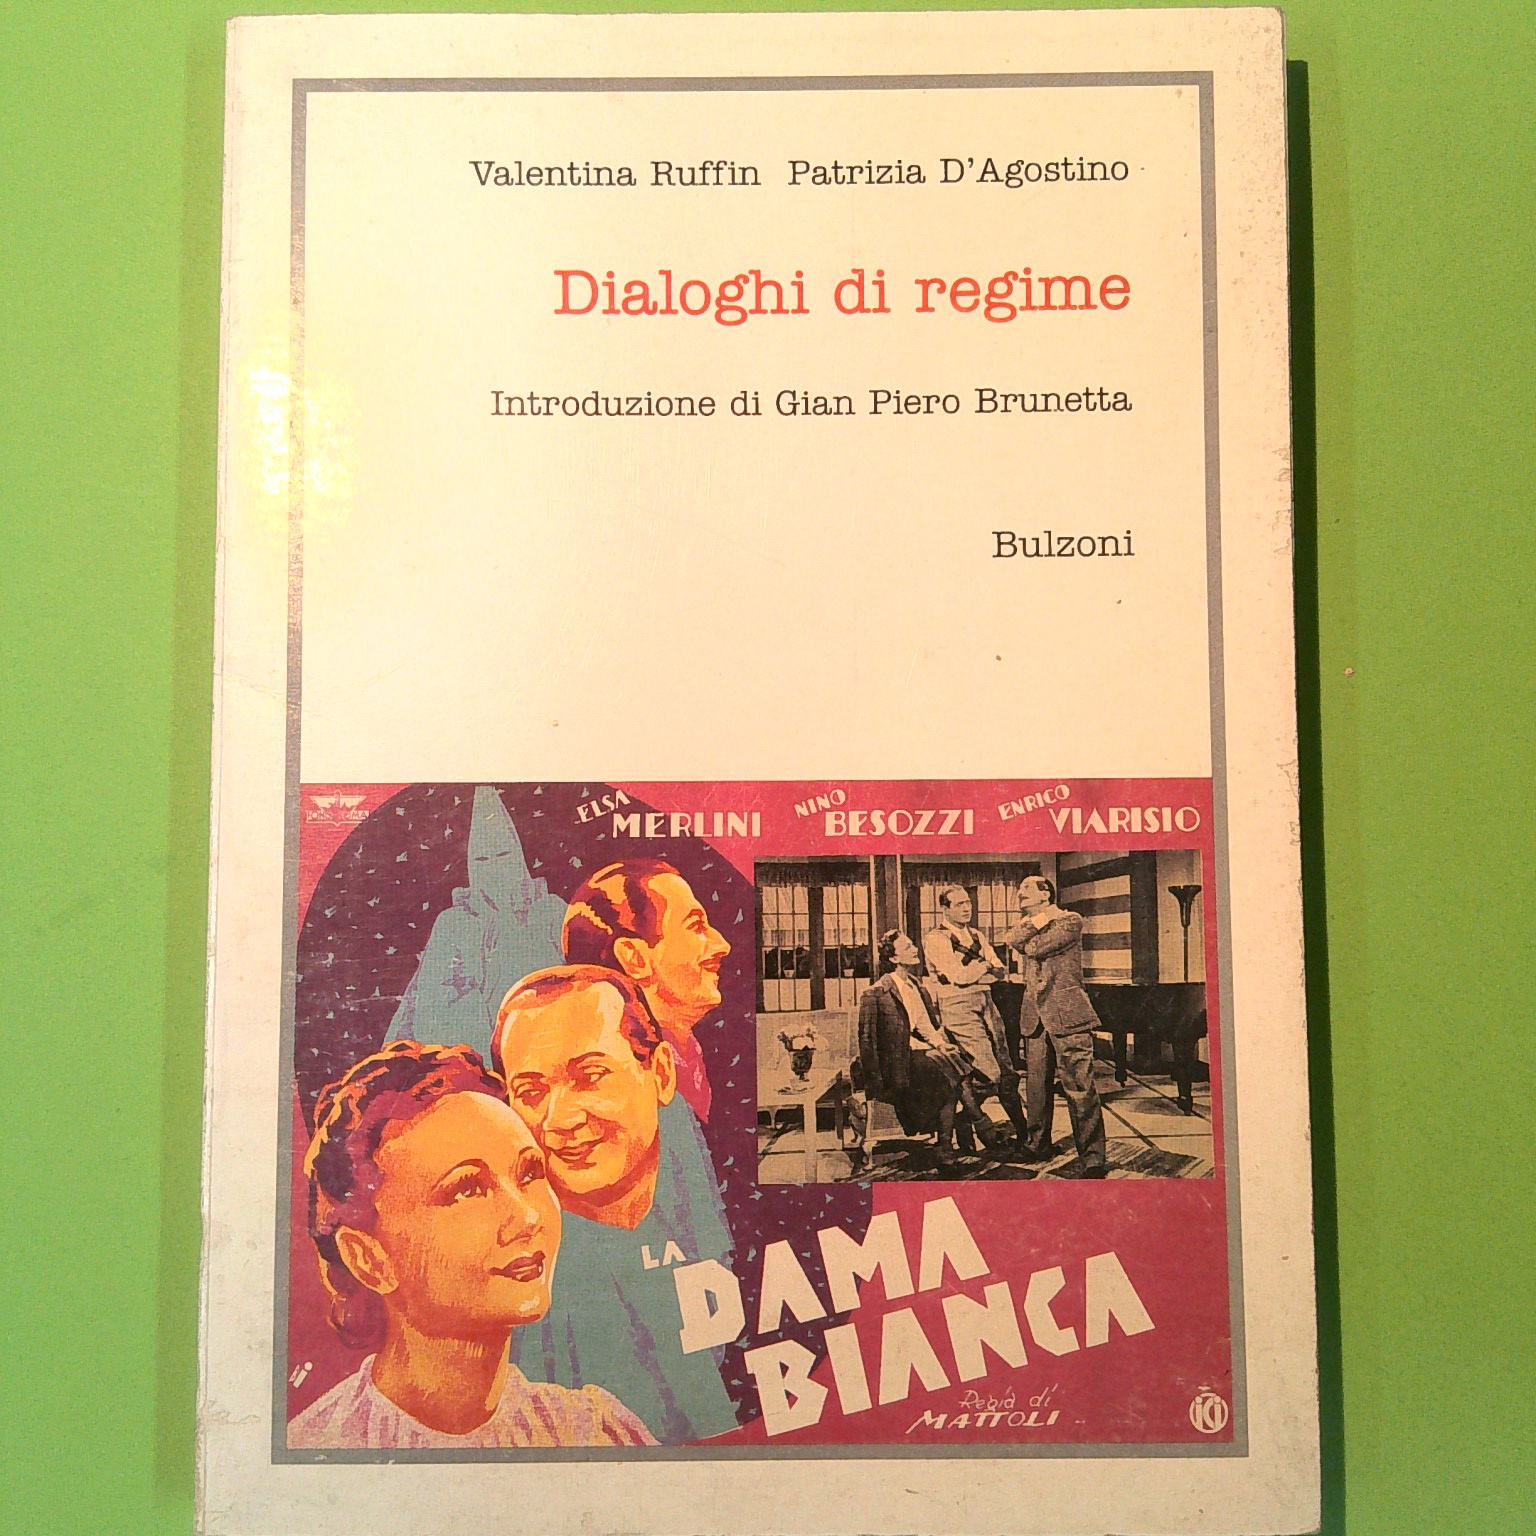 Valentina Ruffin Patrizia D'Agostino
Dialoghi di regime
Introduzione di Gian Piero Brunetta
Bulzoni
ELSA MERLINI NINO BESOZZI ENRICO VIARISIO
LA DAMA
BIANCA
Regia di
MATTOLI
ICI